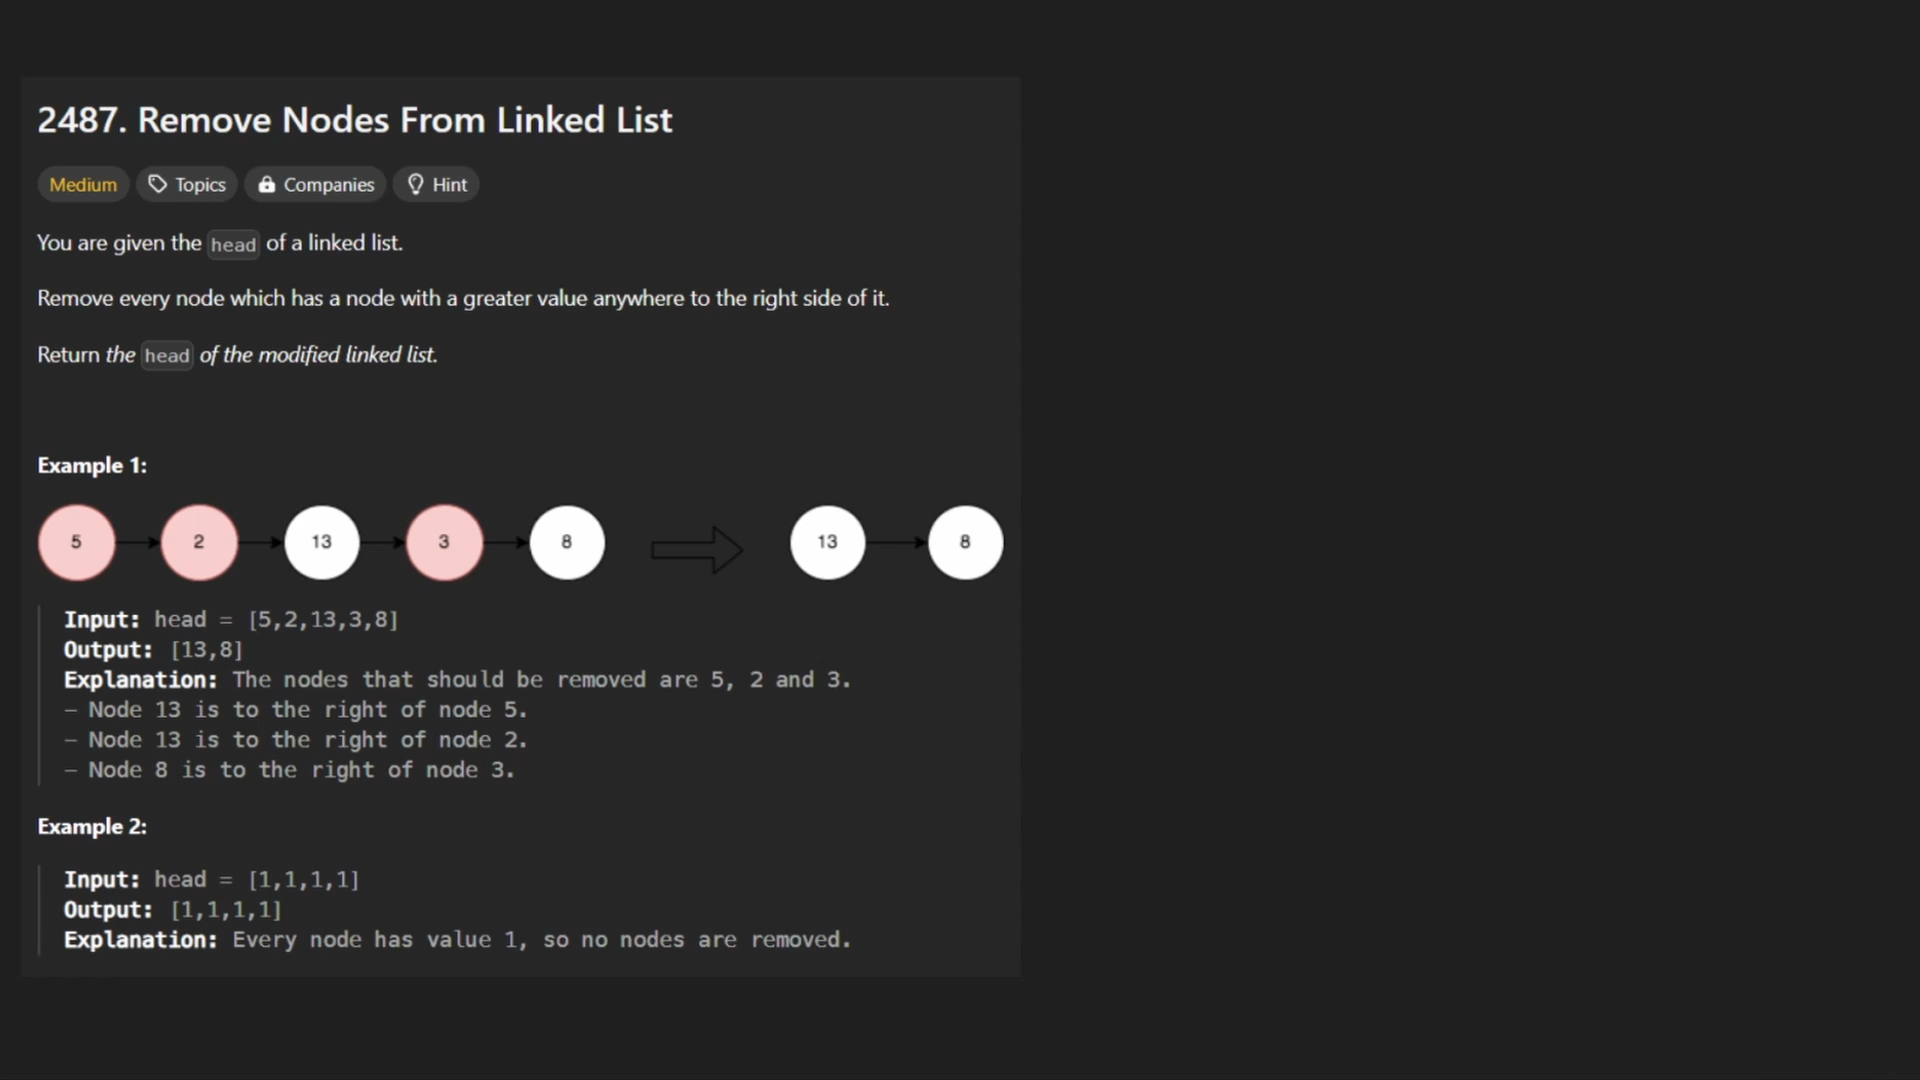 2487. Remove Nodes From Linked List
Medium Topics Companies Hint
You are given the head of a linked list.
Remove every node which has a node with a greater value anywhere to the right side of it.
Return the head of the modified linked list.
Example 1:
5 2 13 3 8 13 8
Input: head = [5,2,13,3,8]
Output: [13,8]
Explanation: The nodes that should be removed are 5, 2 and 3.
- Node 13 is to the right of node 5.
- Node 13 is to the right of node 2.
- Node 8 is to the right of node 3.
Example 2:
Input: head = [1,1,1,1]
Output: [1,1,1,1]
Explanation: Every node has value 1, so no nodes are removed.